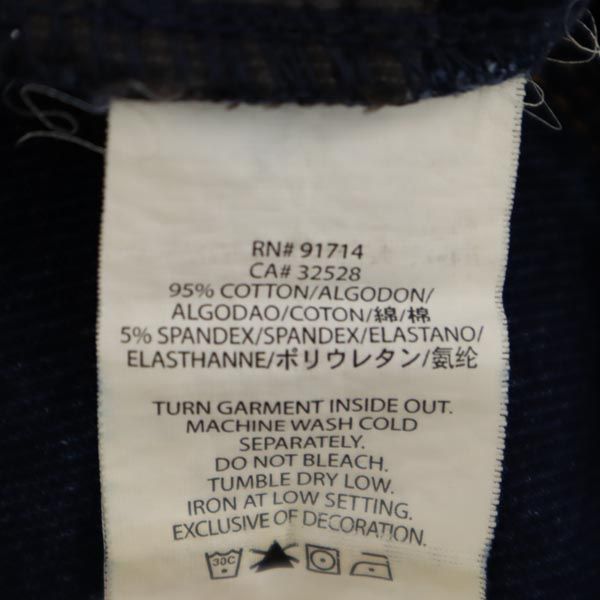 RN# 91714
CA# 32528
95% COTTON/ALGODON/
ALGODAO/COTON/綿/棉
5% SPANDEX/SPANDEX/ELASTANO/
ELASTHANNE/ポリウレタン/氨纶
TURN GARMENT INSIDE OUT.
MACHINE WASH COLD
SEPARATELY.
DO NOT BLEACH.
TUMBLE DRY LOW.
IRON AT LOW SETTING.
EXCLUSIVE OF DECORATION.
30C